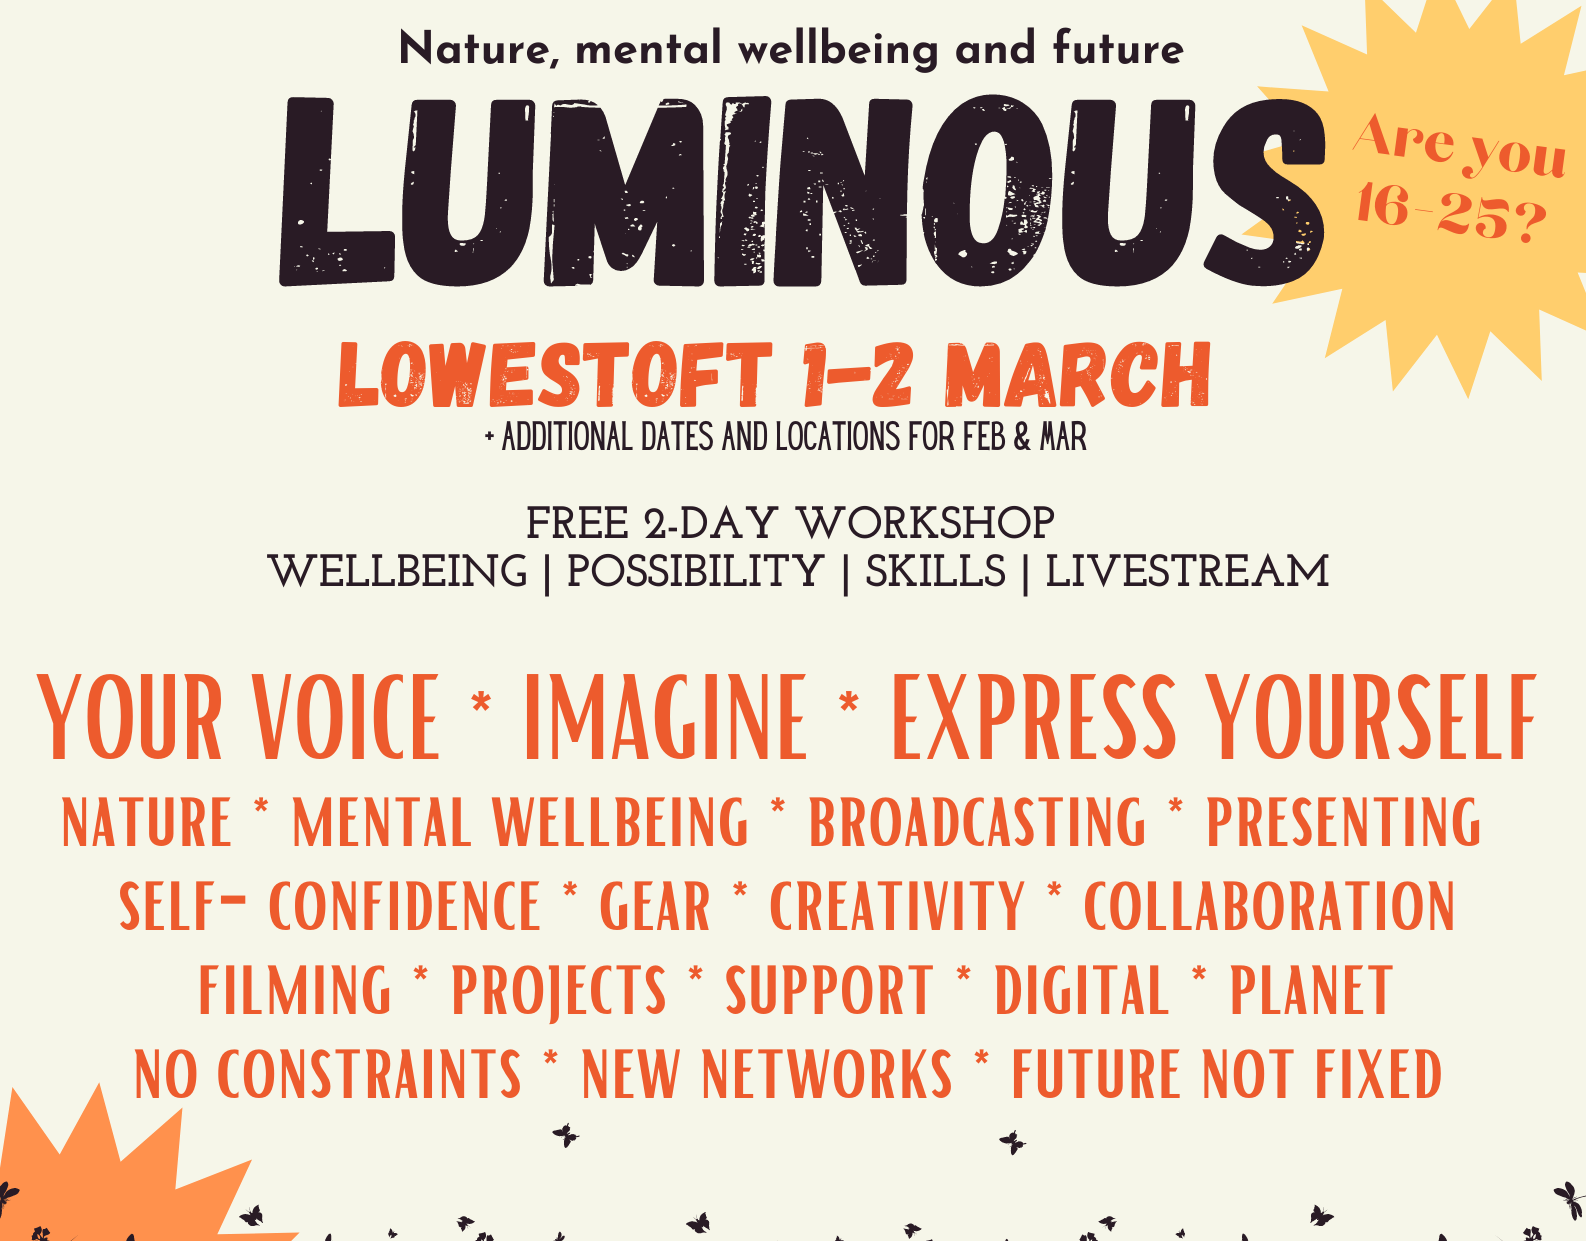 Nature, mental wellbeing and future
LUMINOUS
Are you
16-25?
LOWESTOFT 1-2 MARCH
+ ADDITIONAL DATES AND LOCATIONS FOR FEB & MAR
FREE 2-DAY WORKSHOP
WELLBEING | POSSIBILITY | SKILLS | LIVESTREAM
YOUR VOICE * IMAGINE * EXPRESS YOURSELF
NATURE * MENTAL WELLBEING * BROADCASTING * PRESENTING
SELF- CONFIDENCE * GEAR * CREATIVITY * COLLABORATION
FILMING * PROJECTS * SUPPORT * DIGITAL * PLANET
NO CONSTRAINTS * NEW NETWORKS * FUTURE NOT FIXED